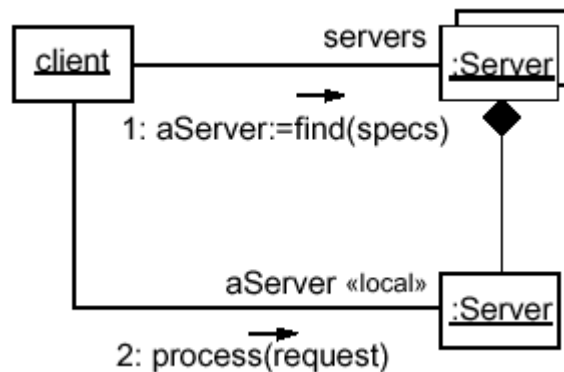 servers
client
:Server
1: aServer:=find(specs)
aServer «local»
:Server
2: process(request)